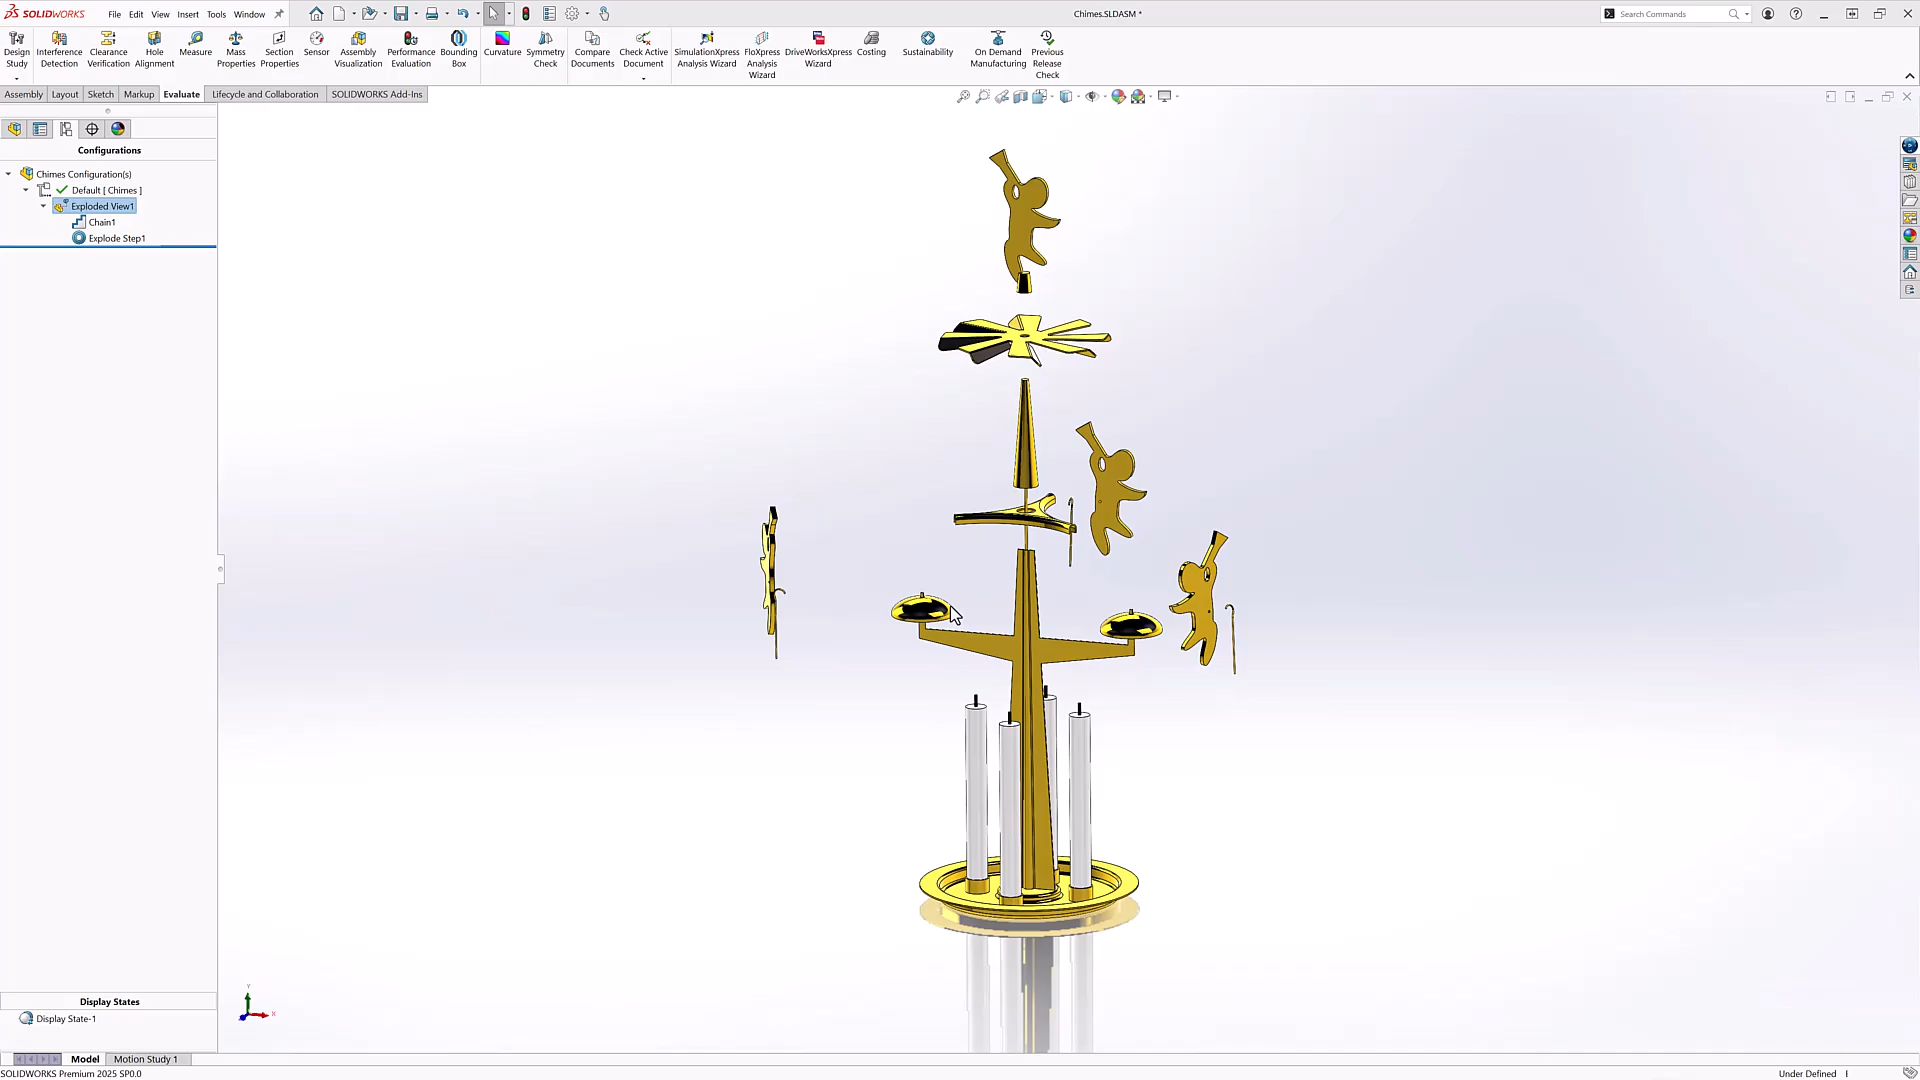 SOLIDWORKS File Edit View Insert Tools Window Chimes.SLDASM * Search Commands
Design Study Interference Detection Clearance Verification Hole Alignment Measure Mass Properties Section Properties Sensor Assembly Visualization Performance Evaluation Bounding Box Curvature Symmetry Check Compare Documents Check Active Document SimulationXpress Analysis Wizard FloXpress Analysis Wizard DriveWorksXpress Wizard Costing Sustainability On Demand Manufacturing Previous Release Check
Assembly Layout Sketch Markup Evaluate Lifecycle and Collaboration SOLIDWORKS Add-Ins
Configurations
Chimes Configuration(s)
Default [ Chimes ]
Exploded View1
Chain1
Explode Step1
Display States
Display State-1
Y
X
Model Motion Study 1
SOLIDWORKS Premium 2025 SP0.0 Under Defined